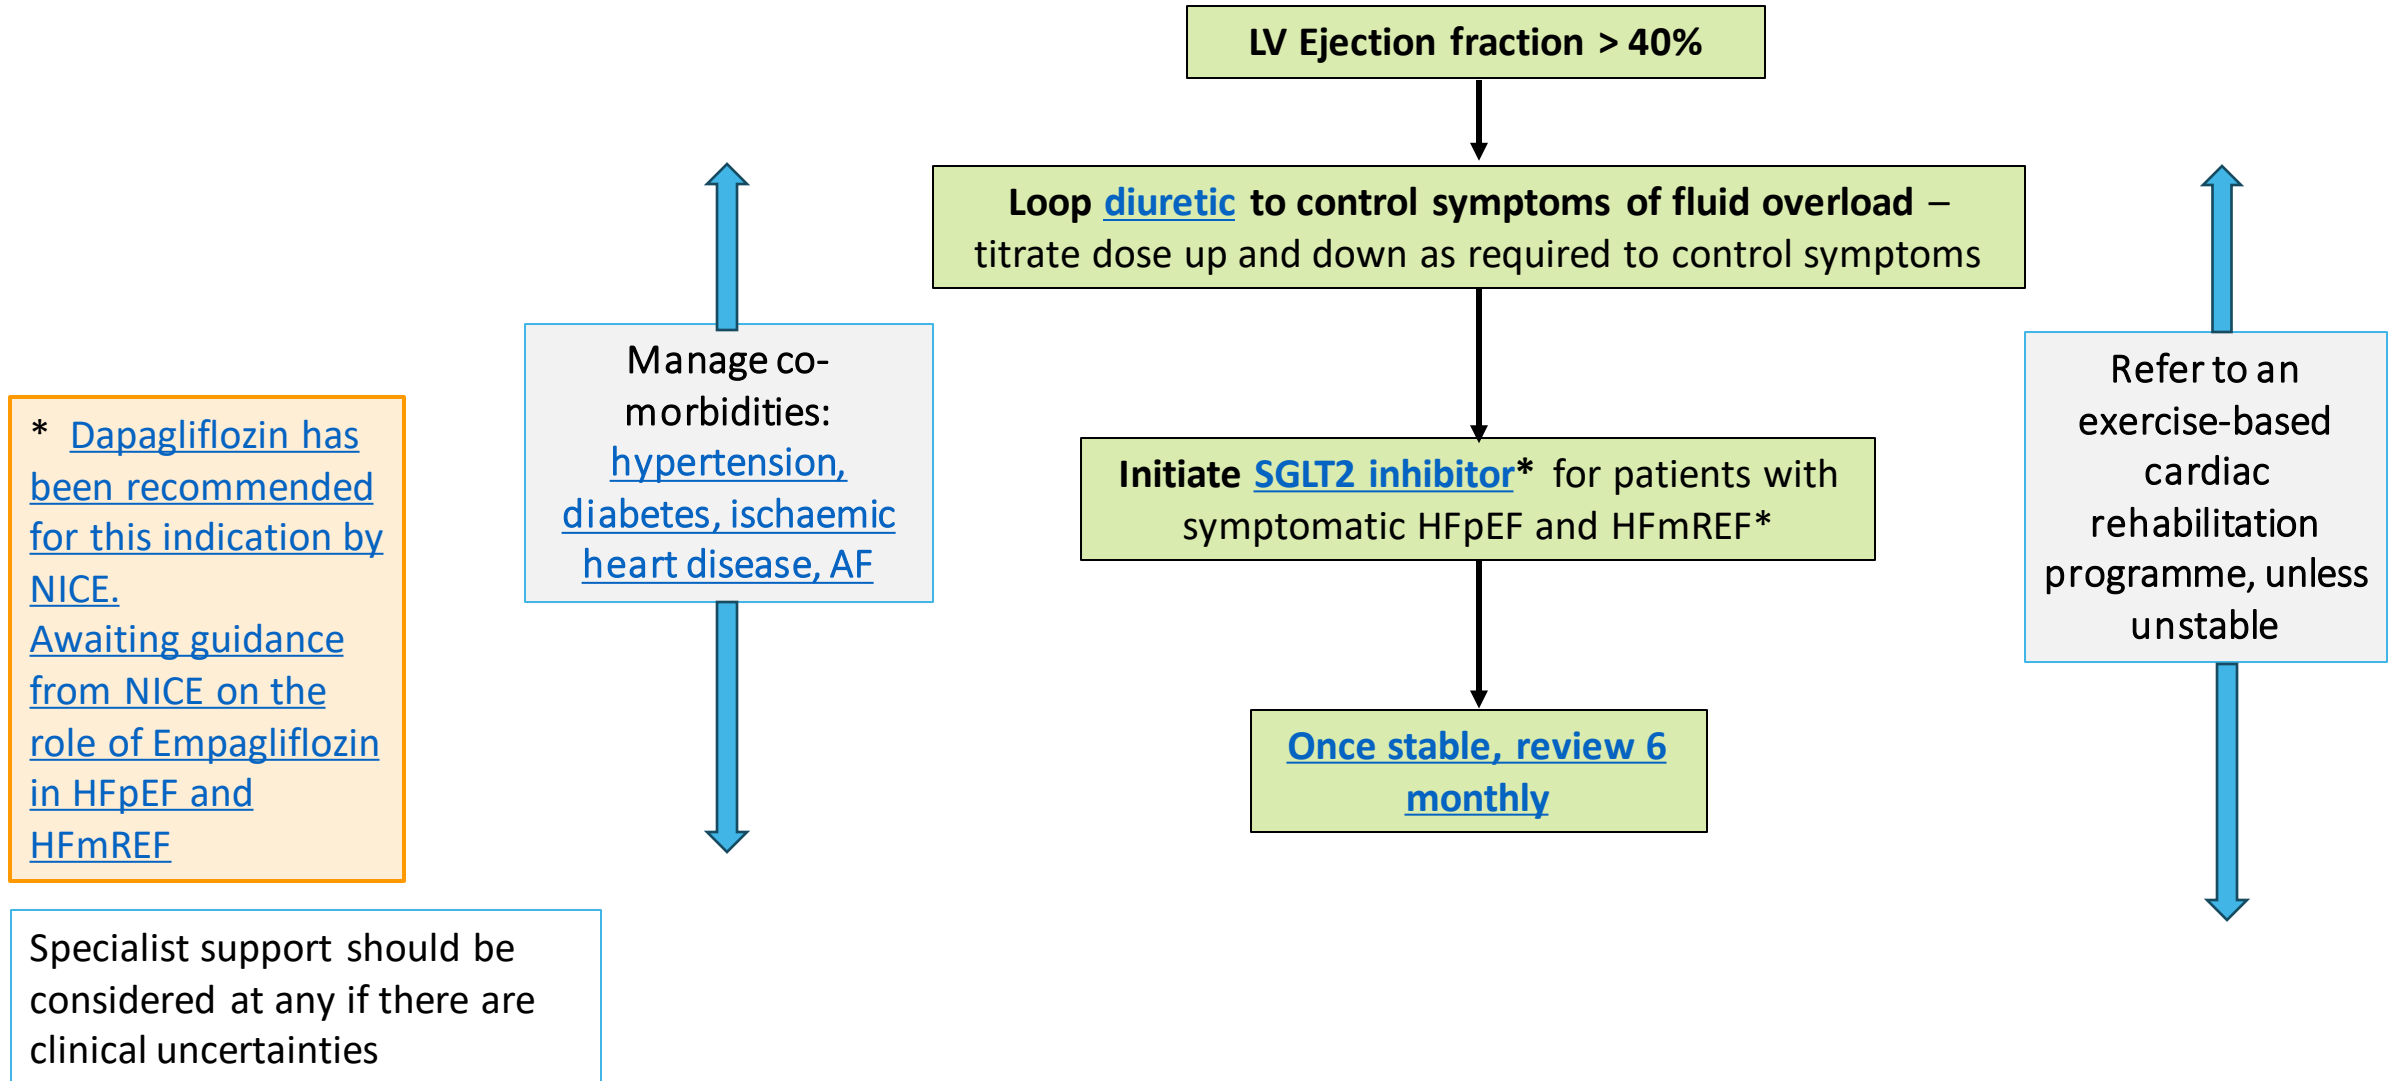 LV Ejection fraction > 40%
Loop diuretic to control symptoms of fluid overload –
titrate dose up and down as required to control symptoms
Manage co-
morbidities:
hypertension,
diabetes, ischaemic
heart disease, AF
Refer to an
exercise-based
cardiac
rehabilitation
programme, unless
unstable
* Dapagliflozin has
been recommended
for this indication by
NICE.
Awaiting guidance
from NICE on the
role of Empagliflozin
in HFpEF and
HFmREF
Initiate SGLT2 inhibitor* for patients with
symptomatic HFpEF and HFmREF*
Once stable, review 6
monthly
Specialist support should be
considered at any if there are
clinical uncertainties